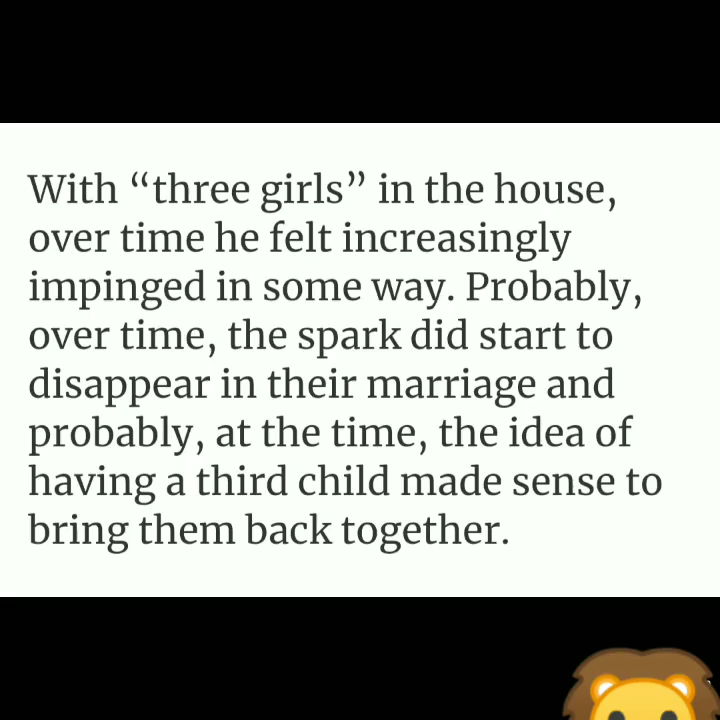 With “three girls” in the house,
over time he felt increasingly
impinged in some way. Probably,
over time, the spark did start to
disappear in their marriage and
probably, at the time, the idea of
having a third child made sense to
bring them back together.